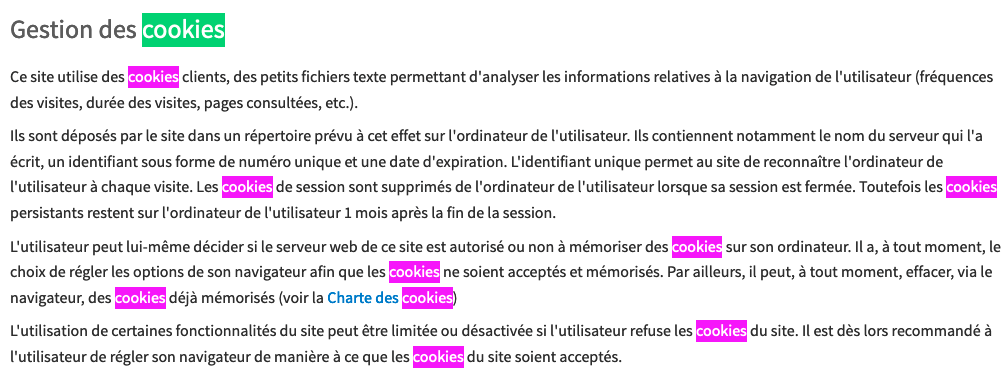 Gestion des cookies
Ce site utilise des cookies clients, des petits fichiers texte permettant d'analyser les informations relatives à la navigation de l'utilisateur (fréquences
des visites, durée des visites, pages consultées, etc.).
Ils sont déposés par le site dans un répertoire prévu à cet effet sur l'ordinateur de l'utilisateur. Ils contiennent notamment le nom du serveur qui l'a
écrit, un identifiant sous forme de numéro unique et une date d'expiration. L'identifiant unique permet au site de reconnaître l'ordinateur de
l'utilisateur à chaque visite. Les cookies de session sont supprimés de l'ordinateur de l'utilisateur lorsque sa session est fermée. Toutefois les cookies
persistants restent sur l'ordinateur de l'utilisateur 1 mois après la fin de la session.
L'utilisateur peut lui-même décider si le serveur web de ce site est autorisé ou non à mémoriser des cookies sur son ordinateur. Il a, à tout moment, le
choix de régler les options de son navigateur afin que les cookies ne soient acceptés et mémorisés. Par ailleurs, il peut, à tout moment, effacer, via le
navigateur, des cookies déjà mémorisés (voir la Charte des cookies)
L'utilisation de certaines fonctionnalités du site peut être limitée ou désactivée si l'utilisateur refuse les cookies du site. Il est dès lors recommandé à
l'utilisateur de régler son navigateur de manière à ce que les cookies du site soient acceptés.